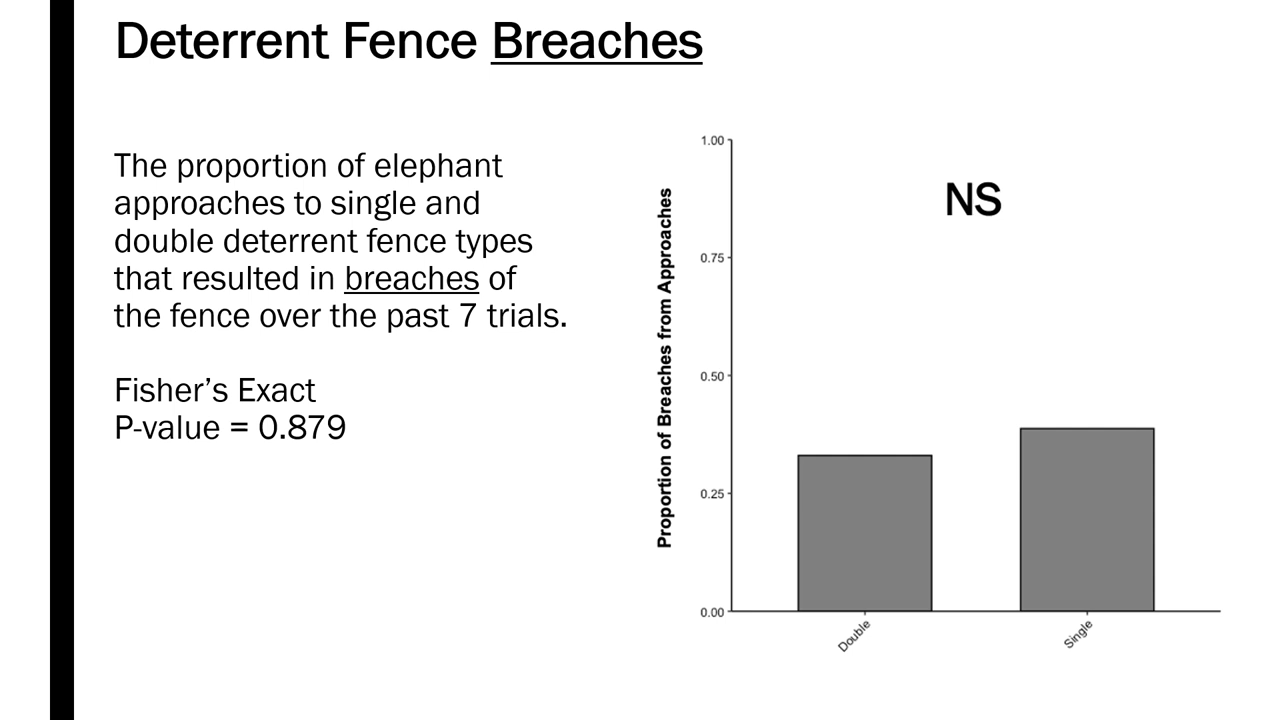 Deterrent Fence Breaches
The proportion of elephant
approaches to single and
double deterrent fence types
that resulted in breaches of
the fence over the past 7 trials.
Fisher’s Exact
P-value = 0.879
Proportion of Breaches from Approaches
1.00
0.75
0.50
0.25
0.00
NS
Double
Single